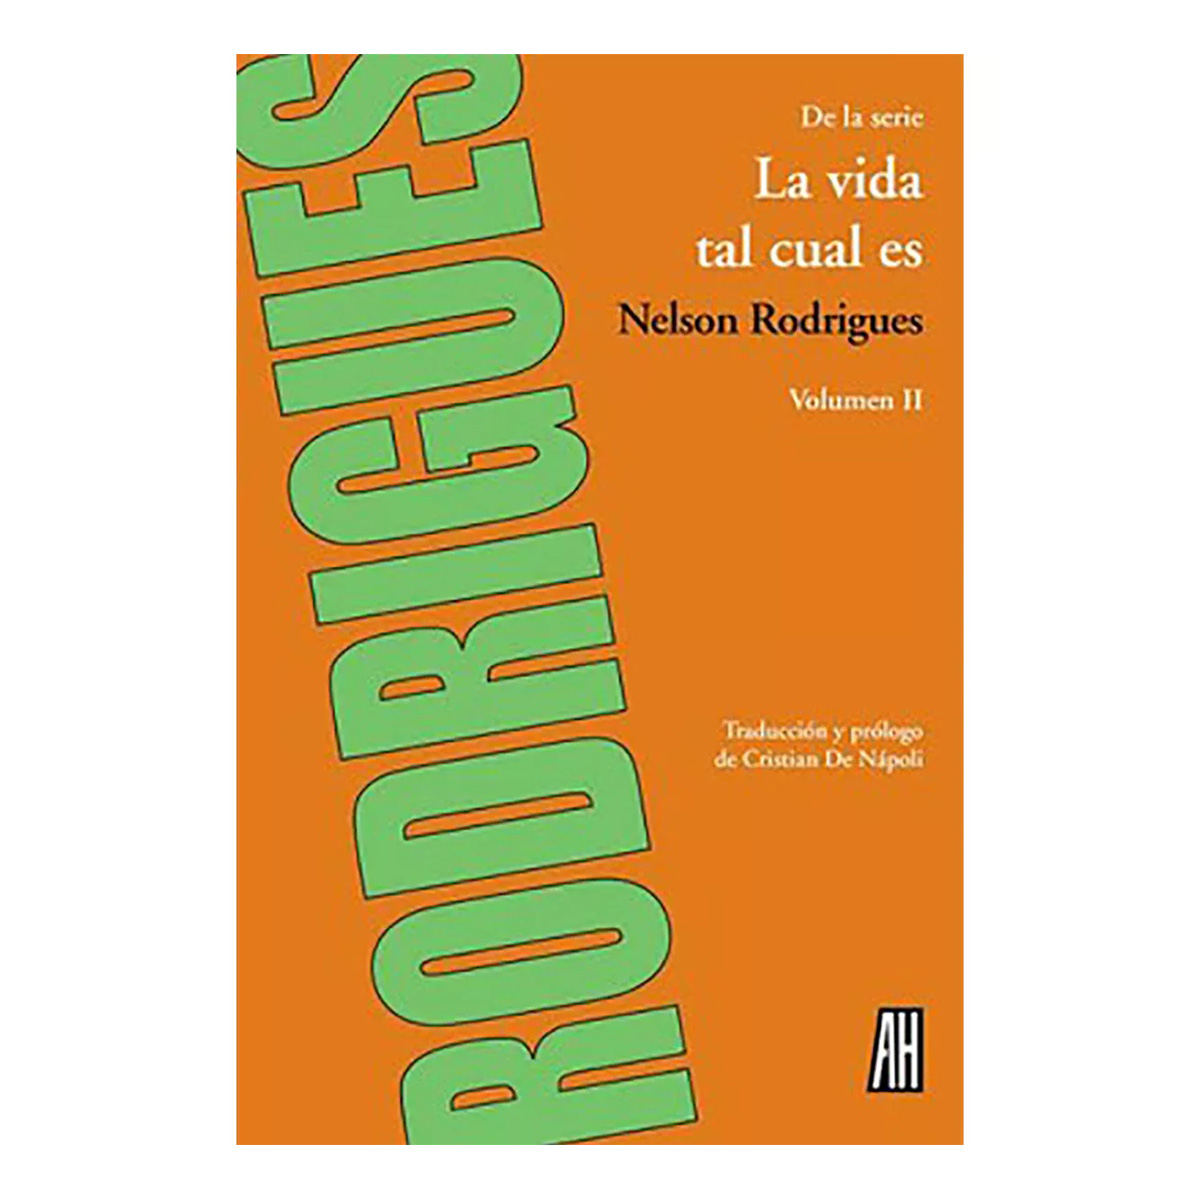 De la serie
La vida
tal cual es
Nelson Rodrigues
Volumen II
RODRIGUES
Traducción y prólogo
de Cristian De Nápoli
AH